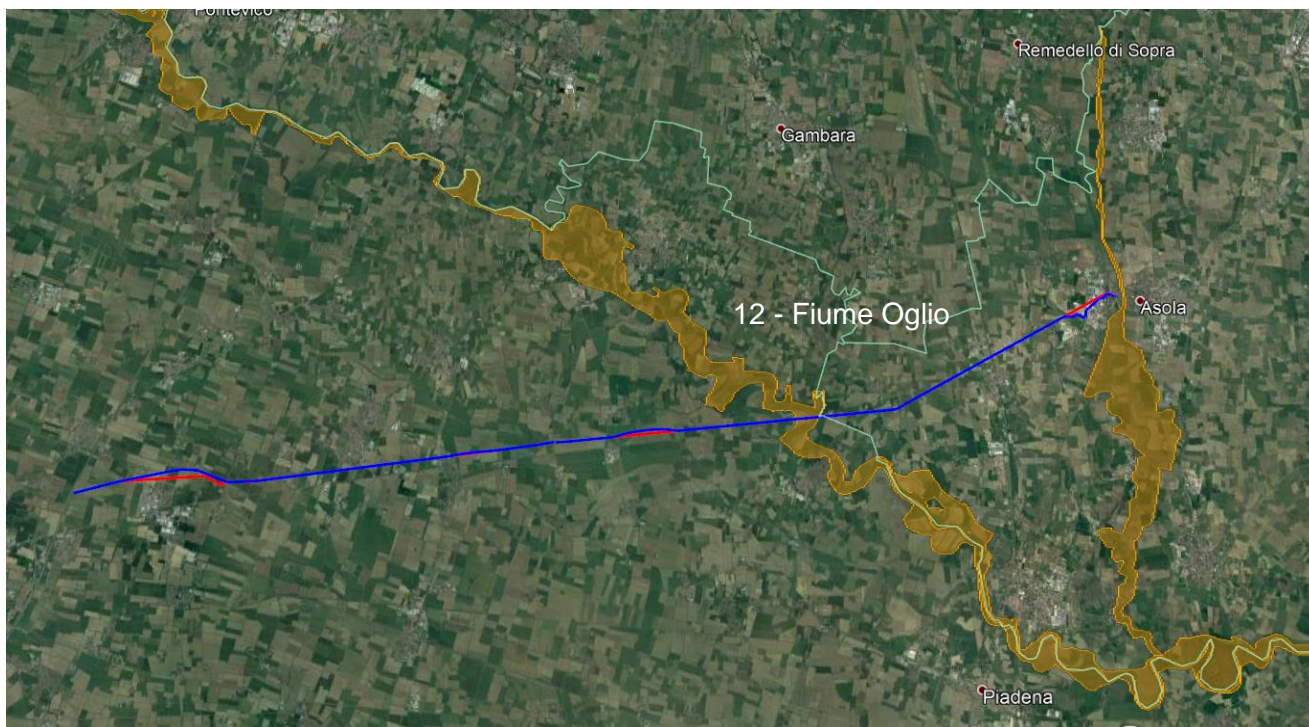 Pontevico
Remedello di Sopra
Gambara
12 - Fiume Oglio
Asola
Piadena